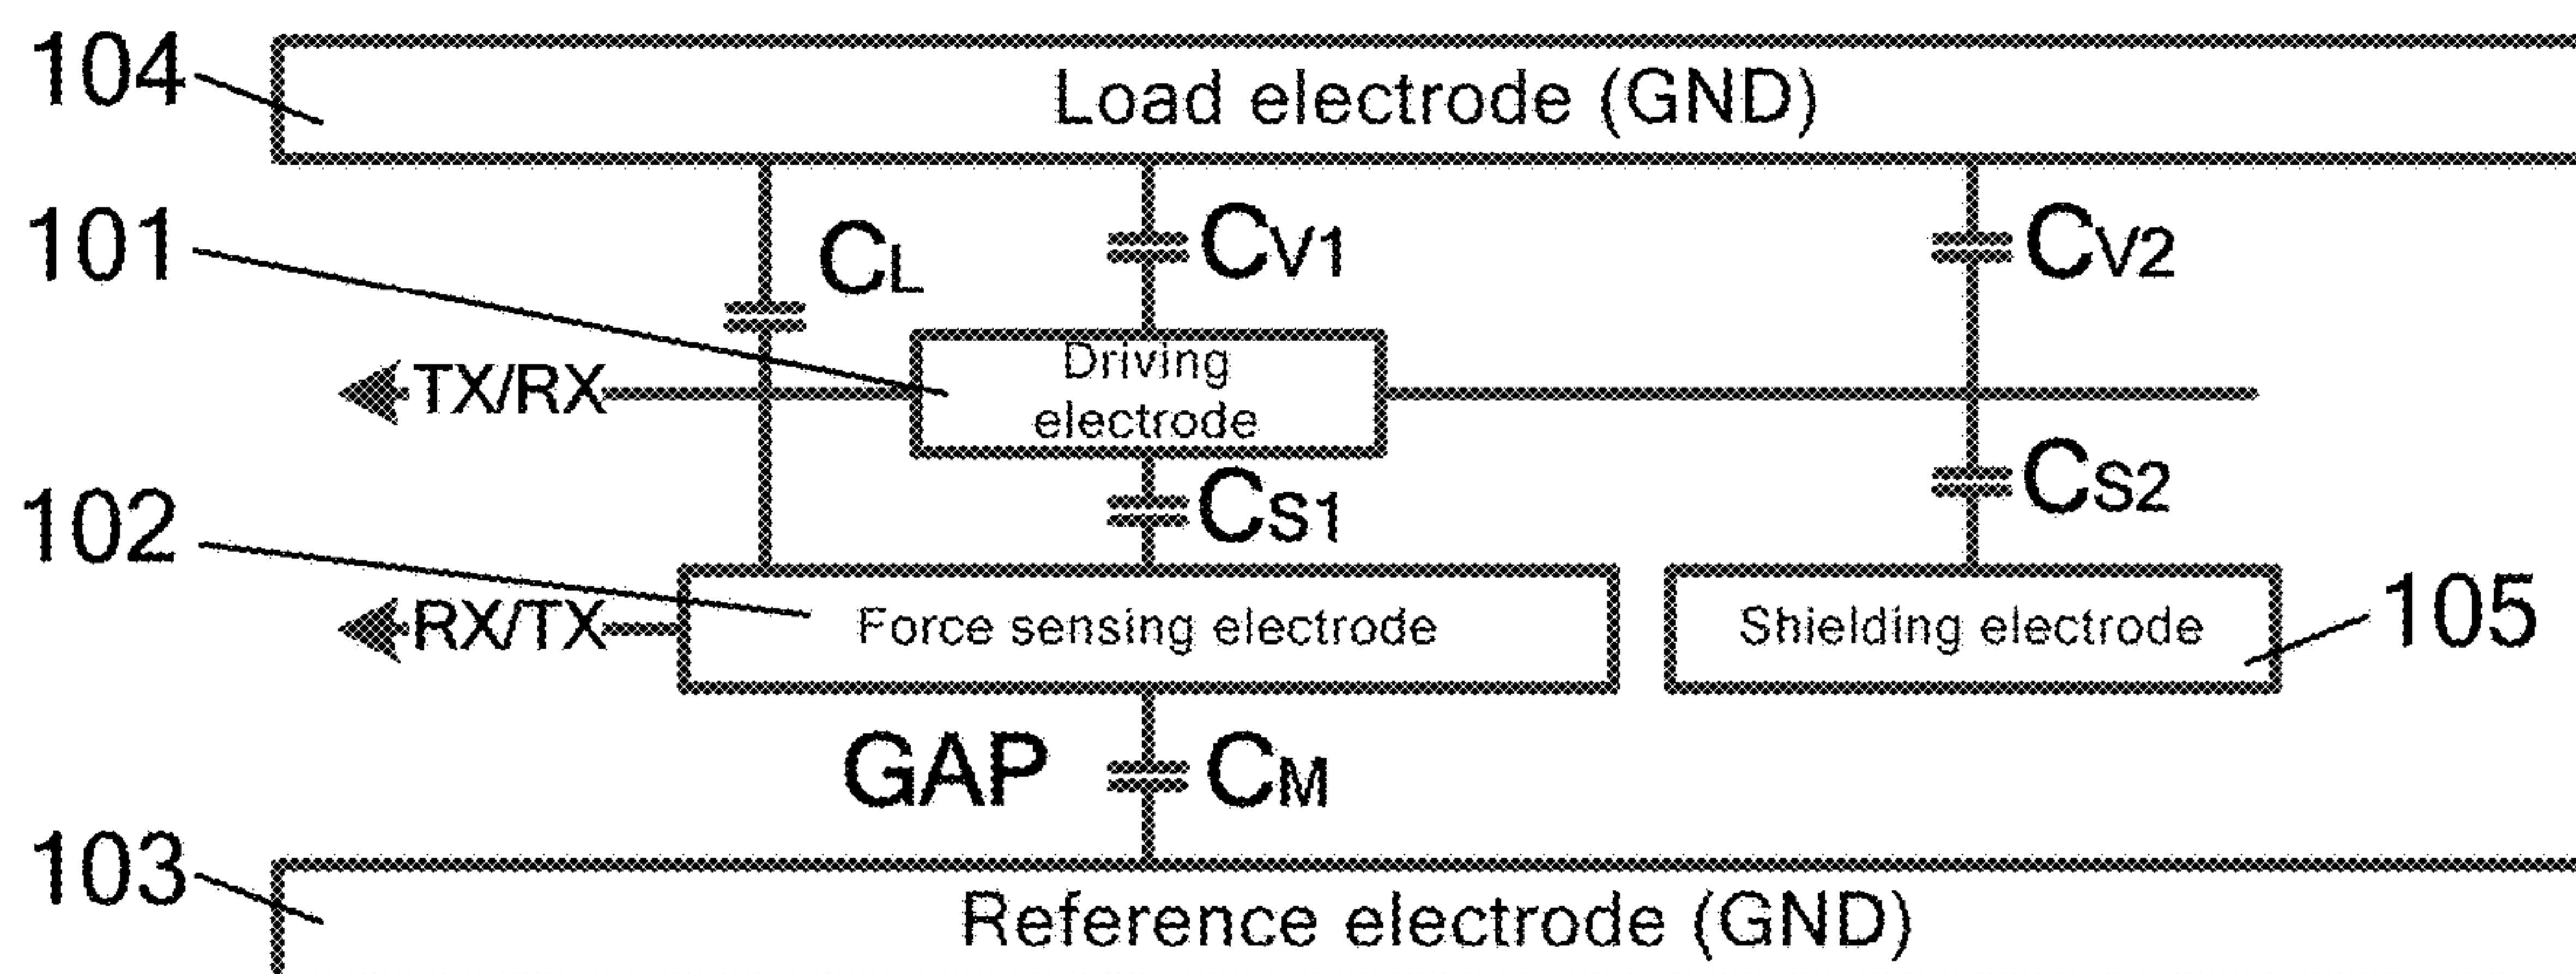 104
Load electrode (GND)
101
CL
CV1
CV2
TX/RX
Driving
electrode
102
CS1
CS2
RX/TX
Force sensing electrode
Shielding electrode
105
GAP
CM
103
Reference electrode (GND)